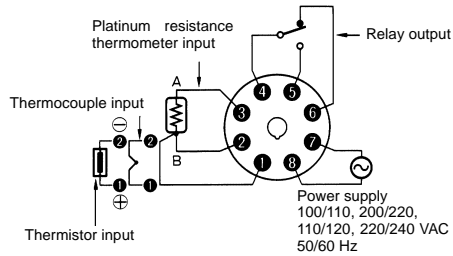 Platinum resistance
thermometer input
Relay output
A
4
5
Thermocouple input
3
6
⊖
2
2
2
7
B
1
8
1
1
⊕
Power supply
100/110, 200/220,
110/120, 220/240 VAC
50/60 Hz
Thermistor input